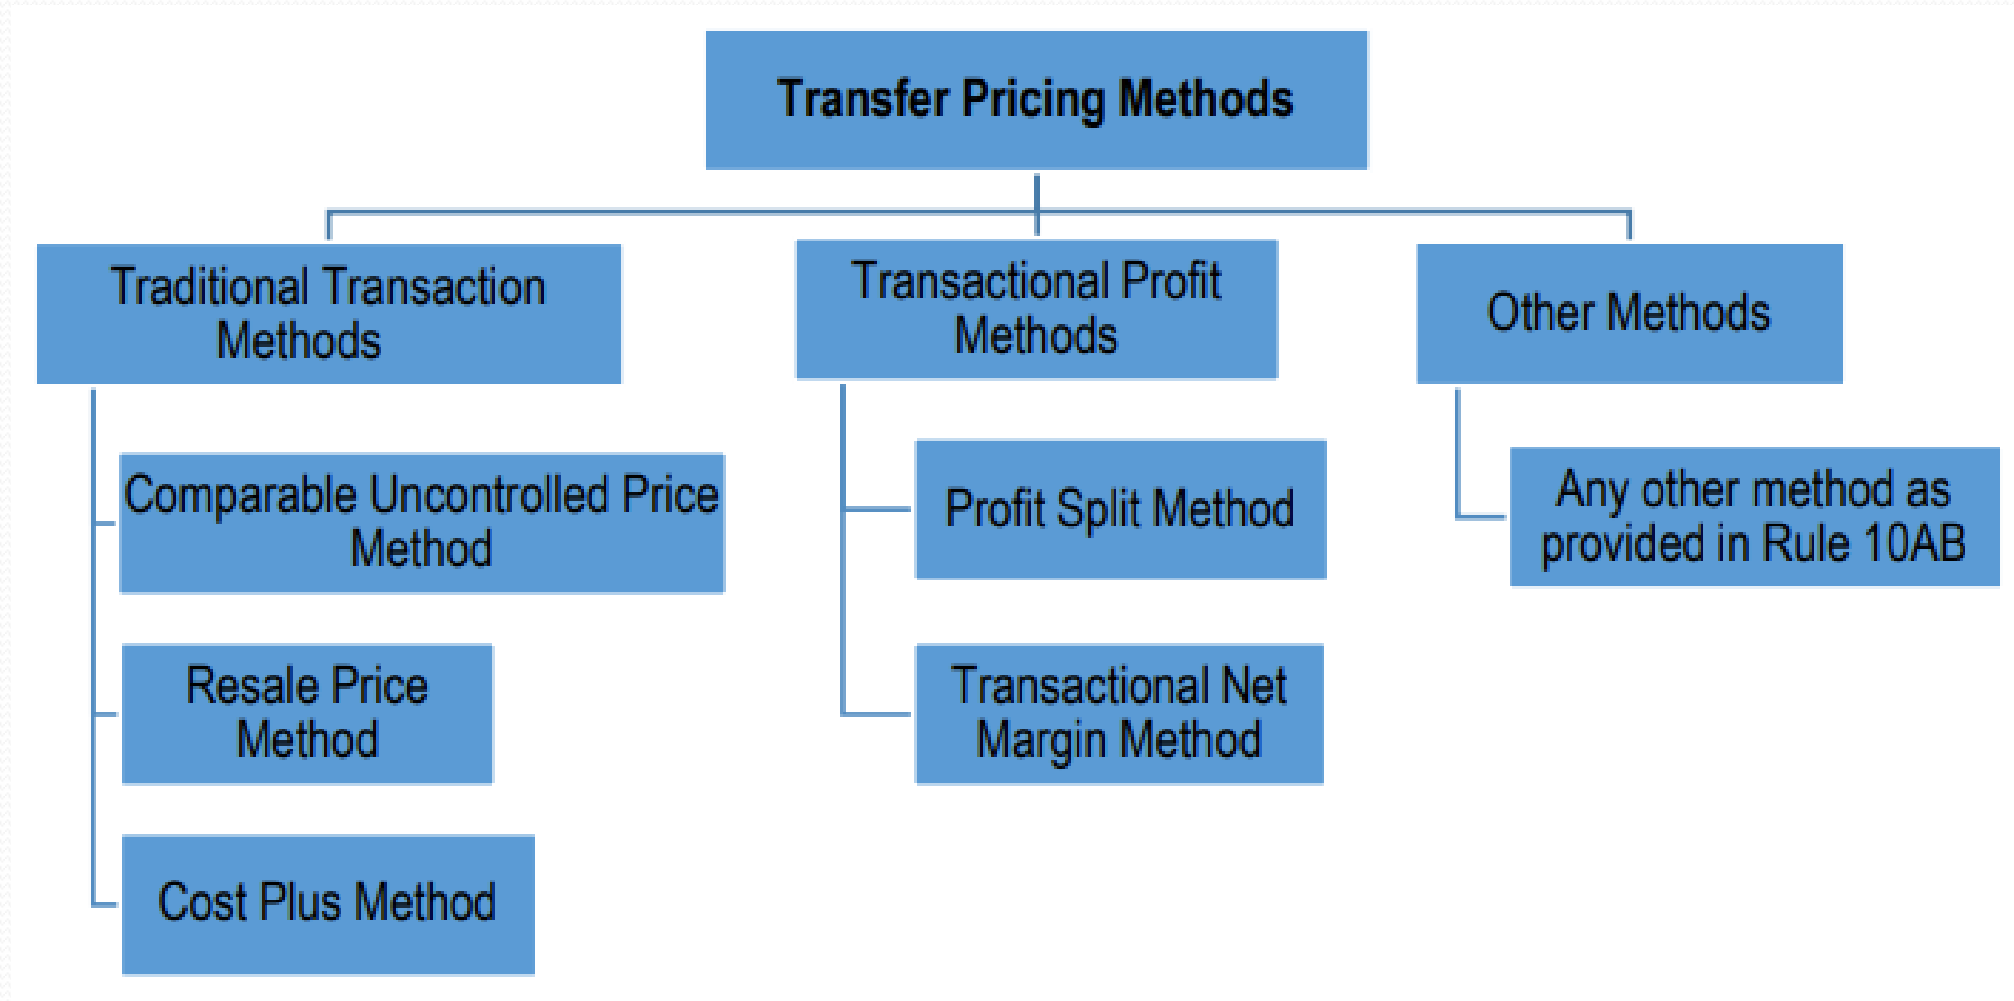 Transfer Pricing Methods
Traditional Transaction
Methods
Comparable Uncontrolled Price
Method
Resale Price
Method
Cost Plus Method
Transactional Profit
Methods
Profit Split Method
Transactional Net
Margin Method
Other Methods
Any other method as
provided in Rule 10AB